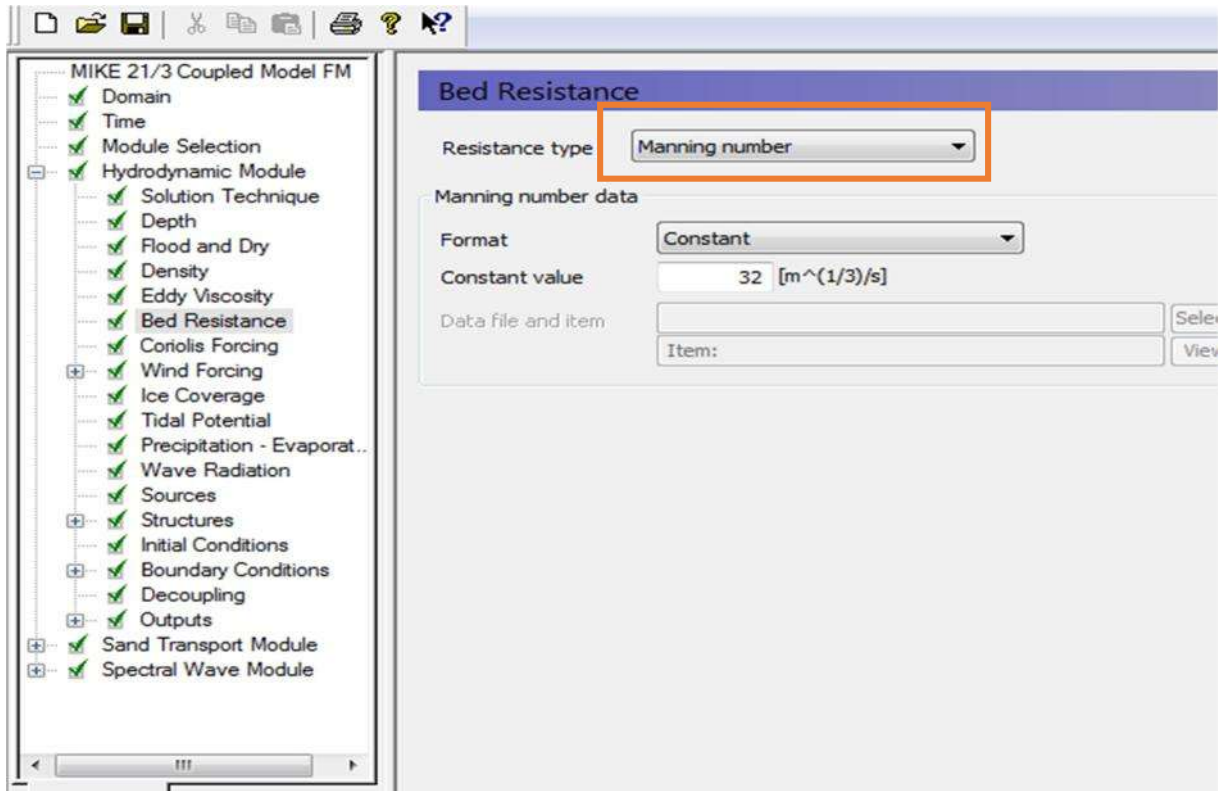 MIKE 21/3 Coupled Model FM
Domain
Time
Module Selection
Hydrodynamic Module
Solution Technique
Depth
Flood and Dry
Density
Eddy Viscosity
Bed Resistance
Coriolis Forcing
Wind Forcing
Ice Coverage
Tidal Potential
Precipitation - Evaporat..
Wave Radiation
Sources
Structures
Initial Conditions
Boundary Conditions
Decoupling
Outputs
Sand Transport Module
Spectral Wave Module
Bed Resistance
Resistance type Manning number
Manning number data
Format Constant
Constant value 32 [m^(1/3)/s]
Data file and item Selec
Item: View